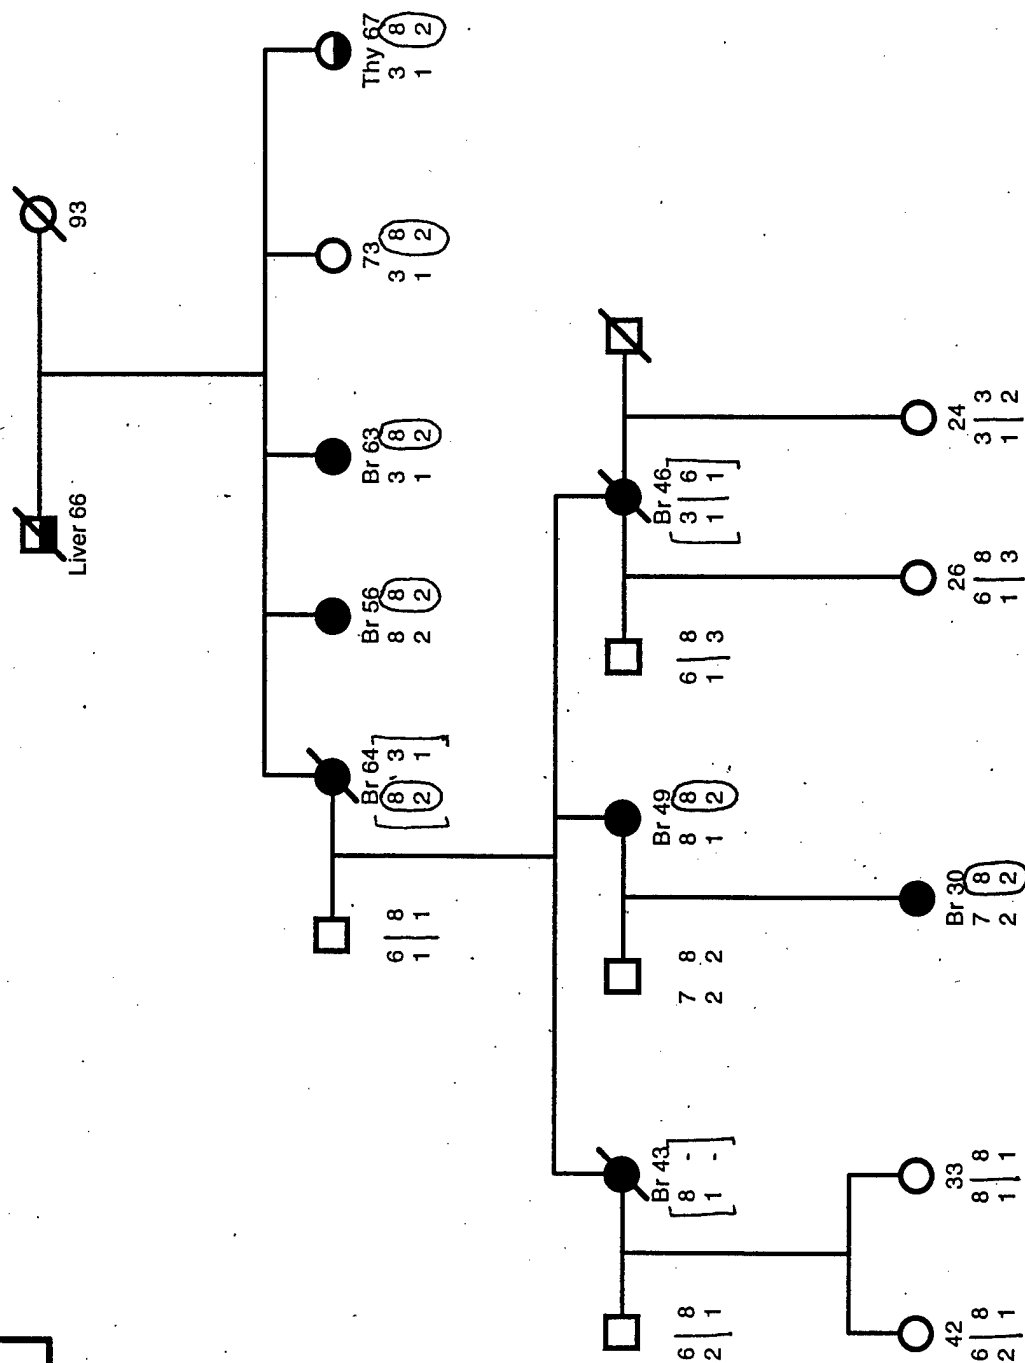 Liver 66
93
6 | 8
1 | 1
Br 64
[ 8 3 ]
[ 2 1 ]
Br 56
8 8
2 2
Br 63
3 8
1 2
73
3 8
1 2
Thy 67
3 8
1 2
6 | 8
2 | 1
Br 43
[ 8 - ]
[ 1 - ]
7 8
2 2
Br 49
8 8
1 2
6 | 8
1 | 3
Br 46
[ 3 | 6 ]
[ 1 | 1 ]
42
6 | 8
2 | 1
33
8 | 8
1 | 1
Br 30
7 8
2 2
26
6 | 8
1 | 3
24
3 | 3
1 | 2